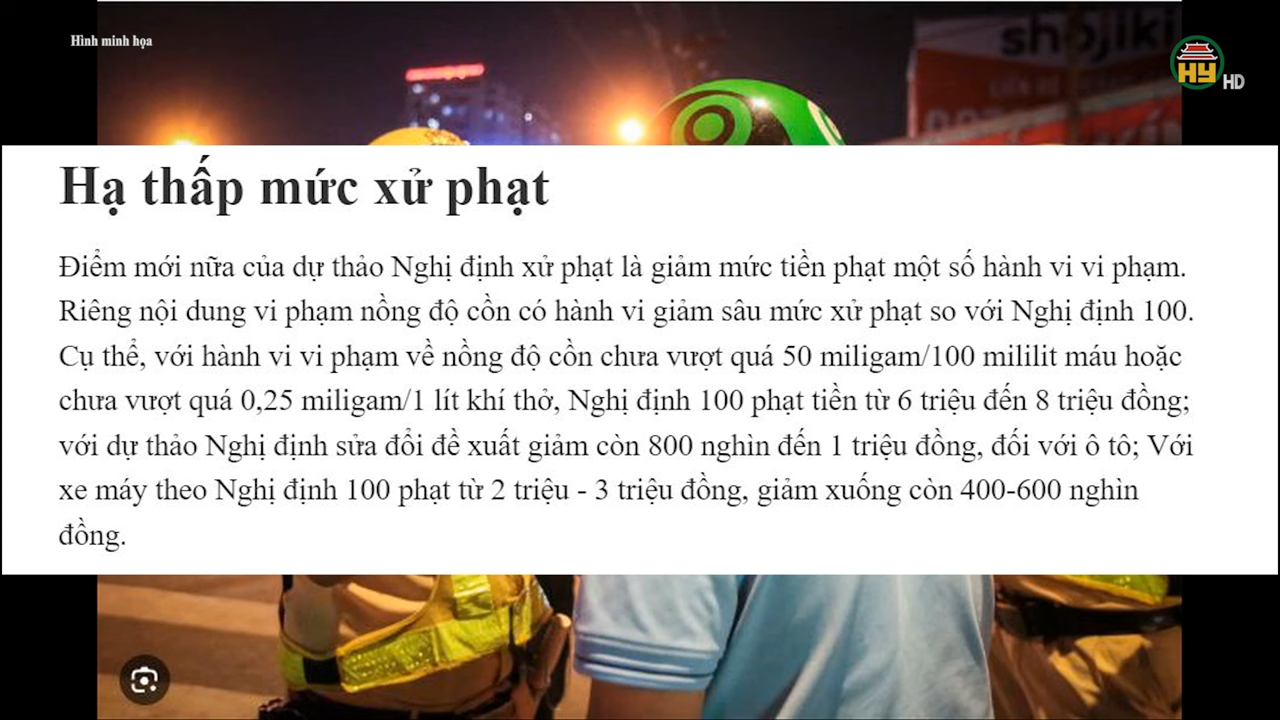 Hình minh họa
shojiki
HY HD
Hạ thấp mức xử phạt
Điểm mới nữa của dự thảo Nghị định xử phạt là giảm mức tiền phạt một số hành vi vi phạm.
Riêng nội dung vi phạm nồng độ cồn có hành vi giảm sâu mức xử phạt so với Nghị định 100.
Cụ thể, với hành vi vi phạm về nồng độ cồn chưa vượt quá 50 miligam/100 mililit máu hoặc
chưa vượt quá 0,25 miligam/1 lít khí thở, Nghị định 100 phạt tiền từ 6 triệu đến 8 triệu đồng;
với dự thảo Nghị định sửa đổi đề xuất giảm còn 800 nghìn đến 1 triệu đồng, đối với ô tô; Với
xe máy theo Nghị định 100 phạt từ 2 triệu - 3 triệu đồng, giảm xuống còn 400-600 nghìn
đồng.